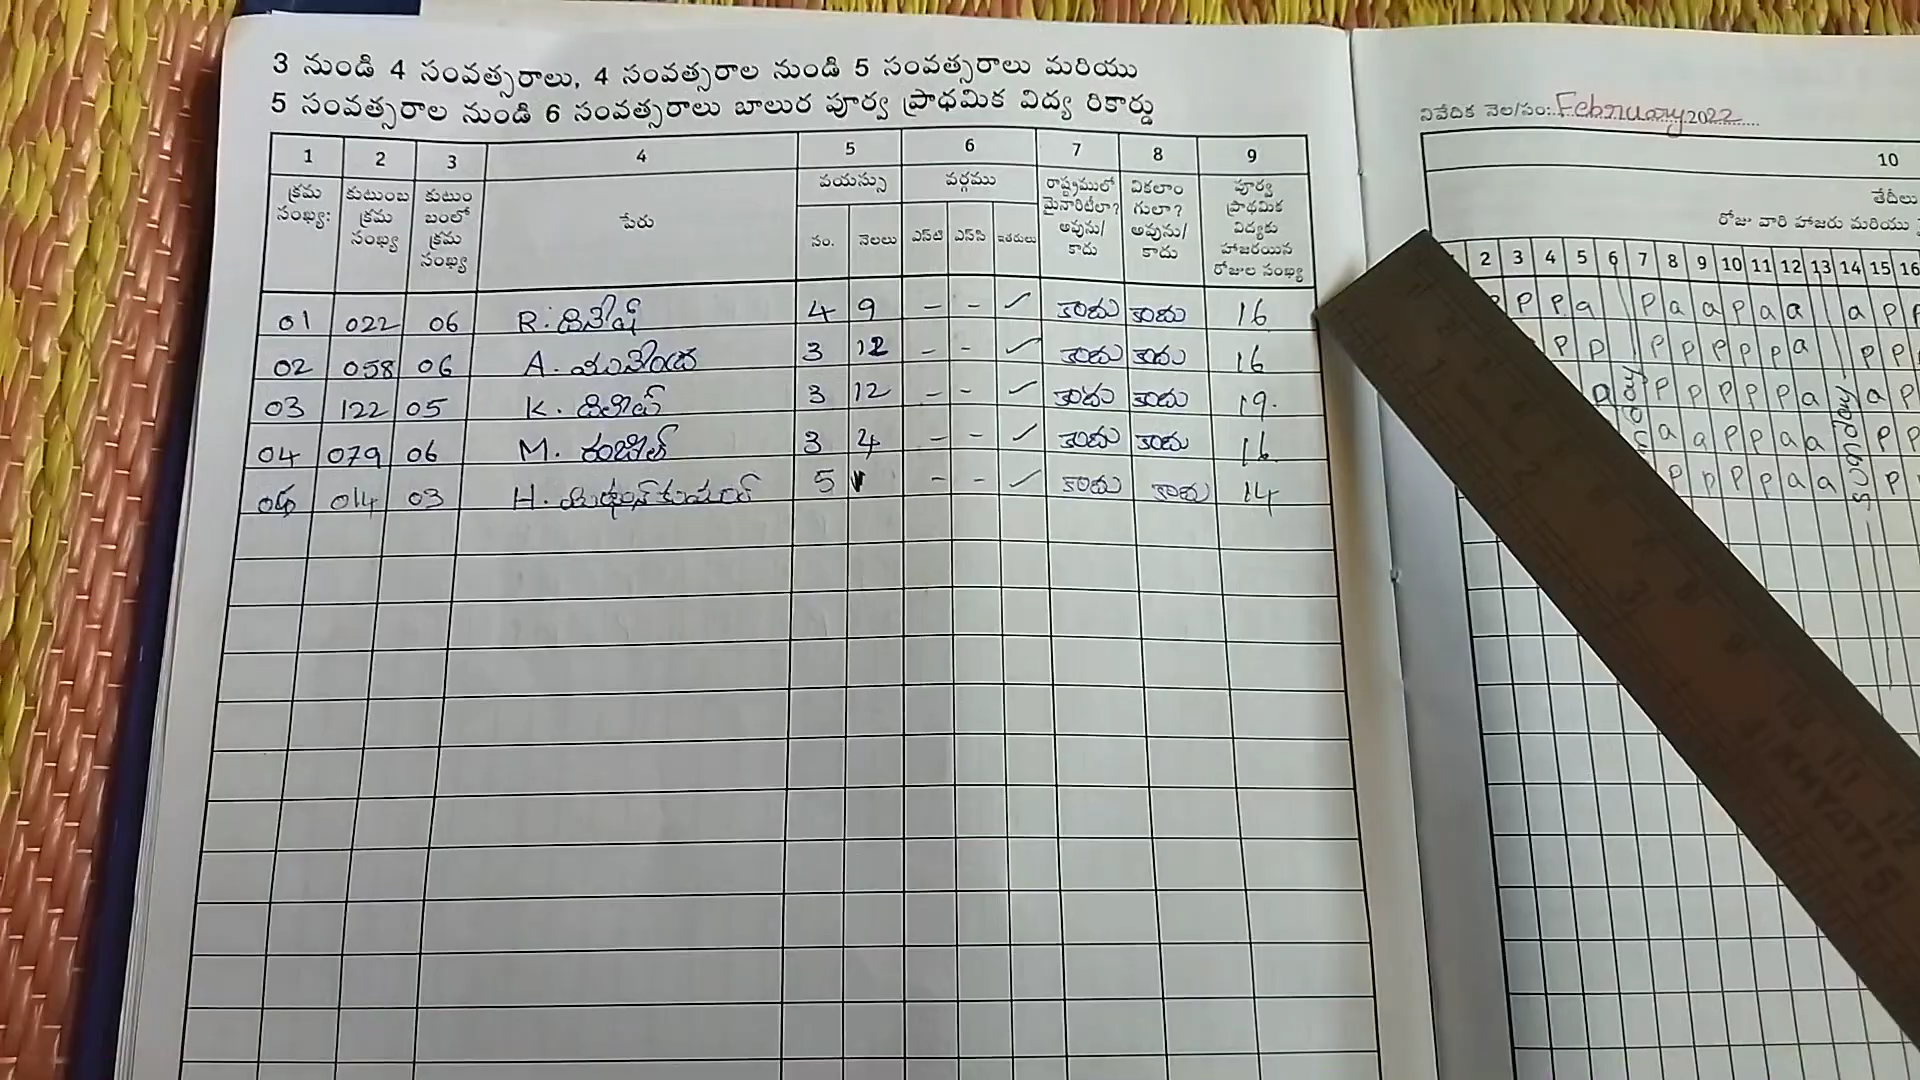 3 నుండి 4 సంవత్సరాలు, 4 సంవత్సరాల నుండి 5 సంవత్సరాలు మరియు
5 సంవత్సరాల నుండి 6 సంవత్సరాలు బాలుర పూర్వ ప్రాథమిక విద్య రికార్డు
1 2 3 4 5 6 7 8 9
క్రమ సంఖ్య: కుటుంబ క్రమ సంఖ్య కుటుం బంలో క్రమ సంఖ్య పేరు వయస్సు వర్గము రాష్ట్రములో మైనారిటీలా? అవును/ కాదు వికలాం గులా? అవును/ కాదు పూర్వ ప్రాథమిక విద్యకు హాజరయిన రోజుల సంఖ్య
సం. నెలలు ఎస్‌టి ఎస్‌సి ఇతరులు
01 022 06 R. దినేష్ 4 9 - - ✓ కాదు కాదు 16
02 058 06 A. 3 12 - - ✓ కాదు కాదు 16
03 122 05 K. దిలీప్ 3 12 - - ✓ కాదు కాదు 19.
04 079 06 M. రంజిత్ 3 4 - - ✓ కాదు కాదు 16
05 014 03 H. 5 - - ✓ కాదు కాదు 14
నివేదిక నెల/సం: February 2022
10
తేదీలు
రోజు వారి హాజరు మరియు
2 3 4 5 6 7 8 9 10 11 12 13 14 15 16
P P a P a a P a a a P P
P P P P P P P a P P
a P P P P P a a P
a a P P a a P P
P P P P a a P
Sunday
Sunday